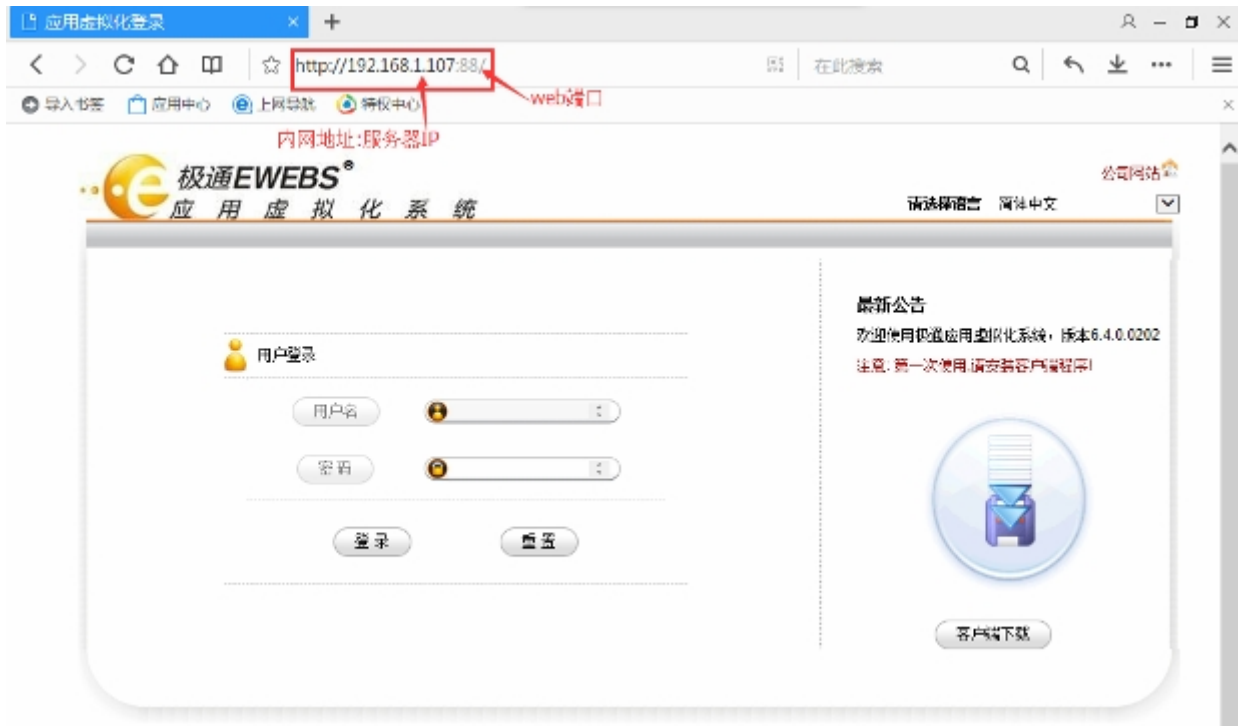 应用虚拟化登录
http://192.168.1.107:88/
在此搜索
导入书签 应用中心 上网导航 特权中心
web端口
内网地址:服务器IP
极通EWEBS®
应用虚拟化系统
公司网站
请选择语言 简体中文
最新公告
欢迎使用极通应用虚拟化系统，版本6.4.0.0202
注意：第一次使用,请安装客户端程序!
用户登录
用户名
密码
登录 重置
客户端下载